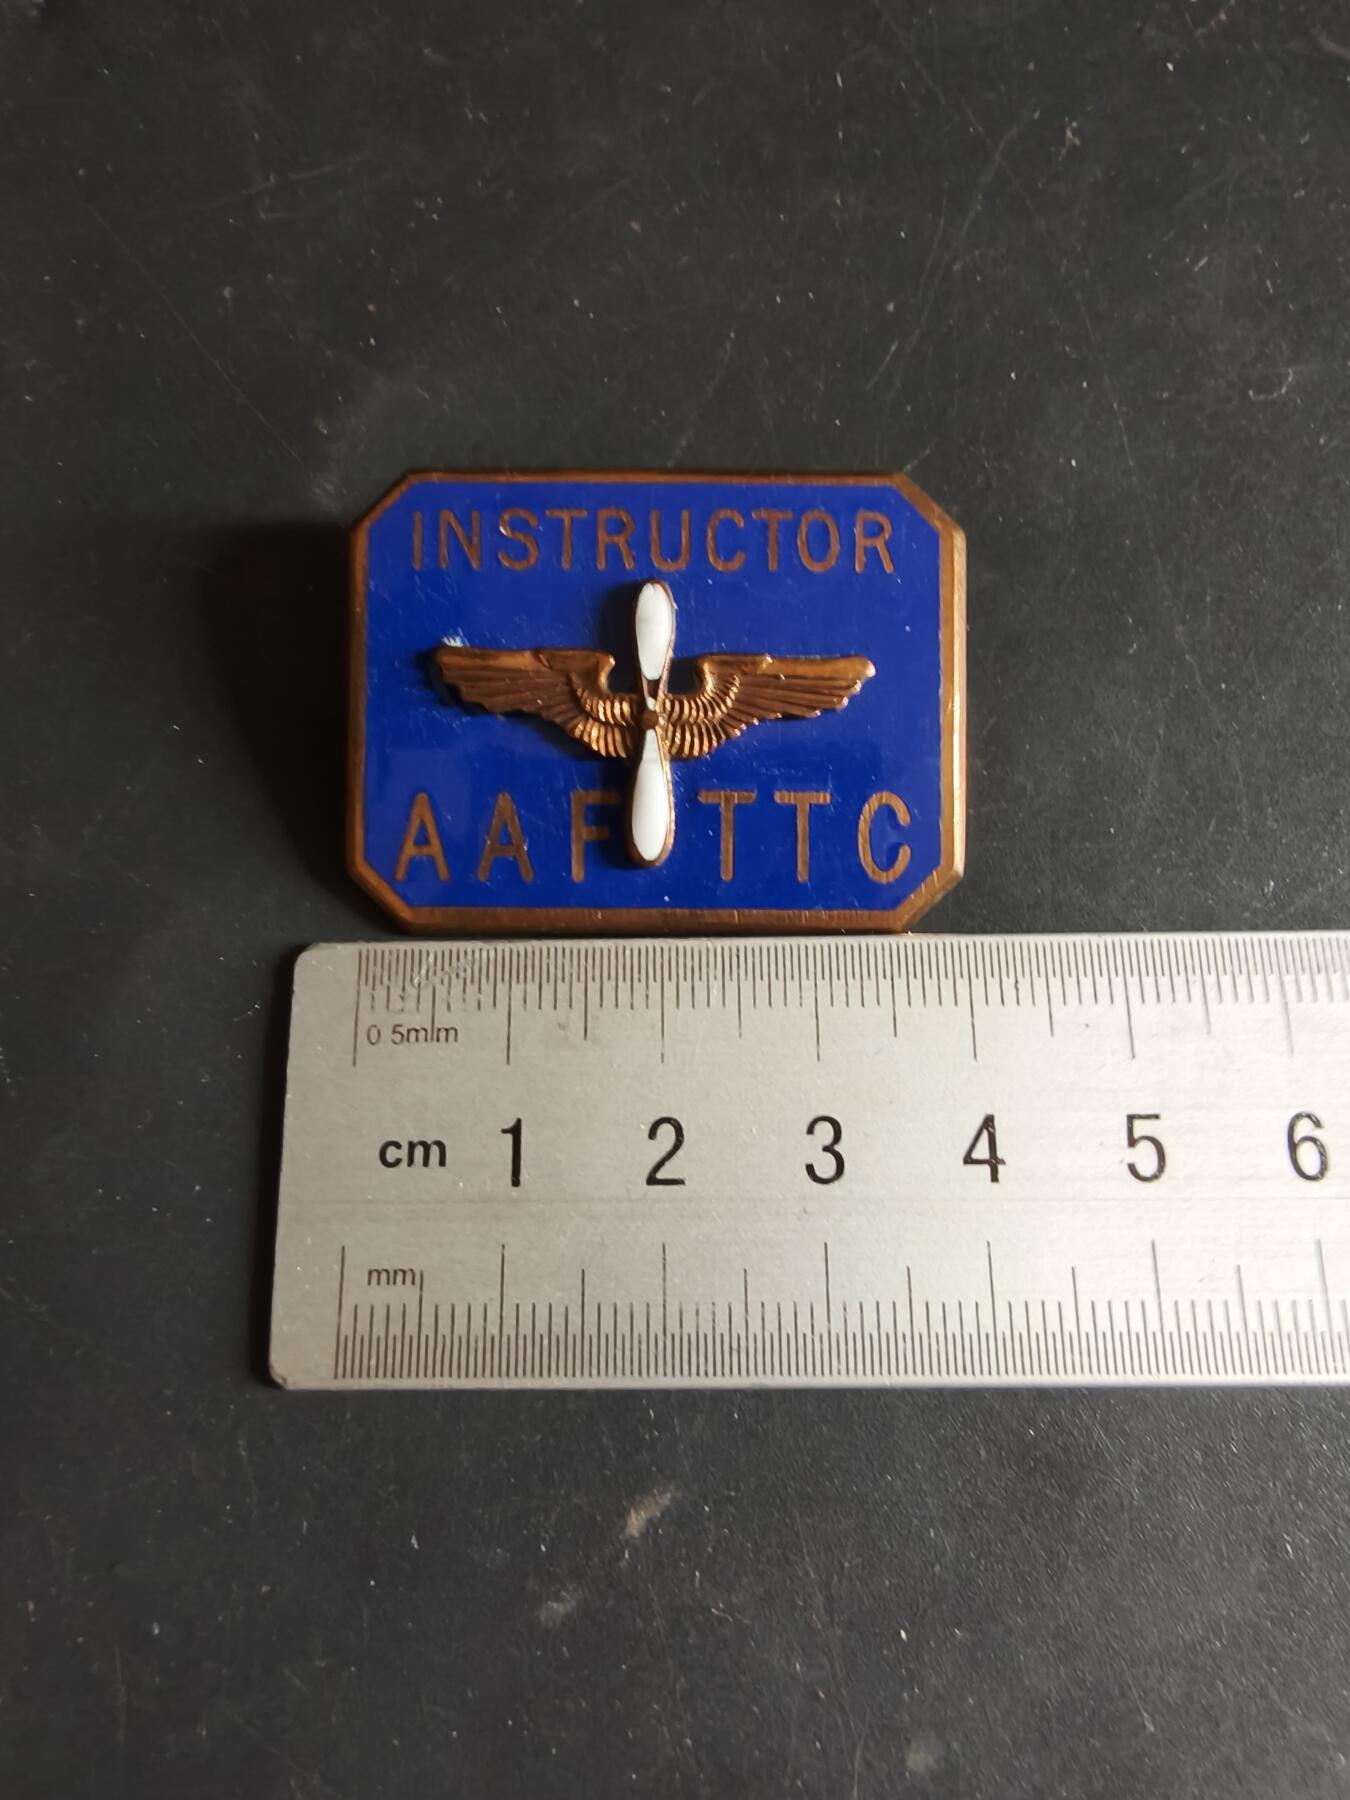 INSTRUCTOR
AAF TTC
0.5mm
cm 1 2 3 4 5 6
mm